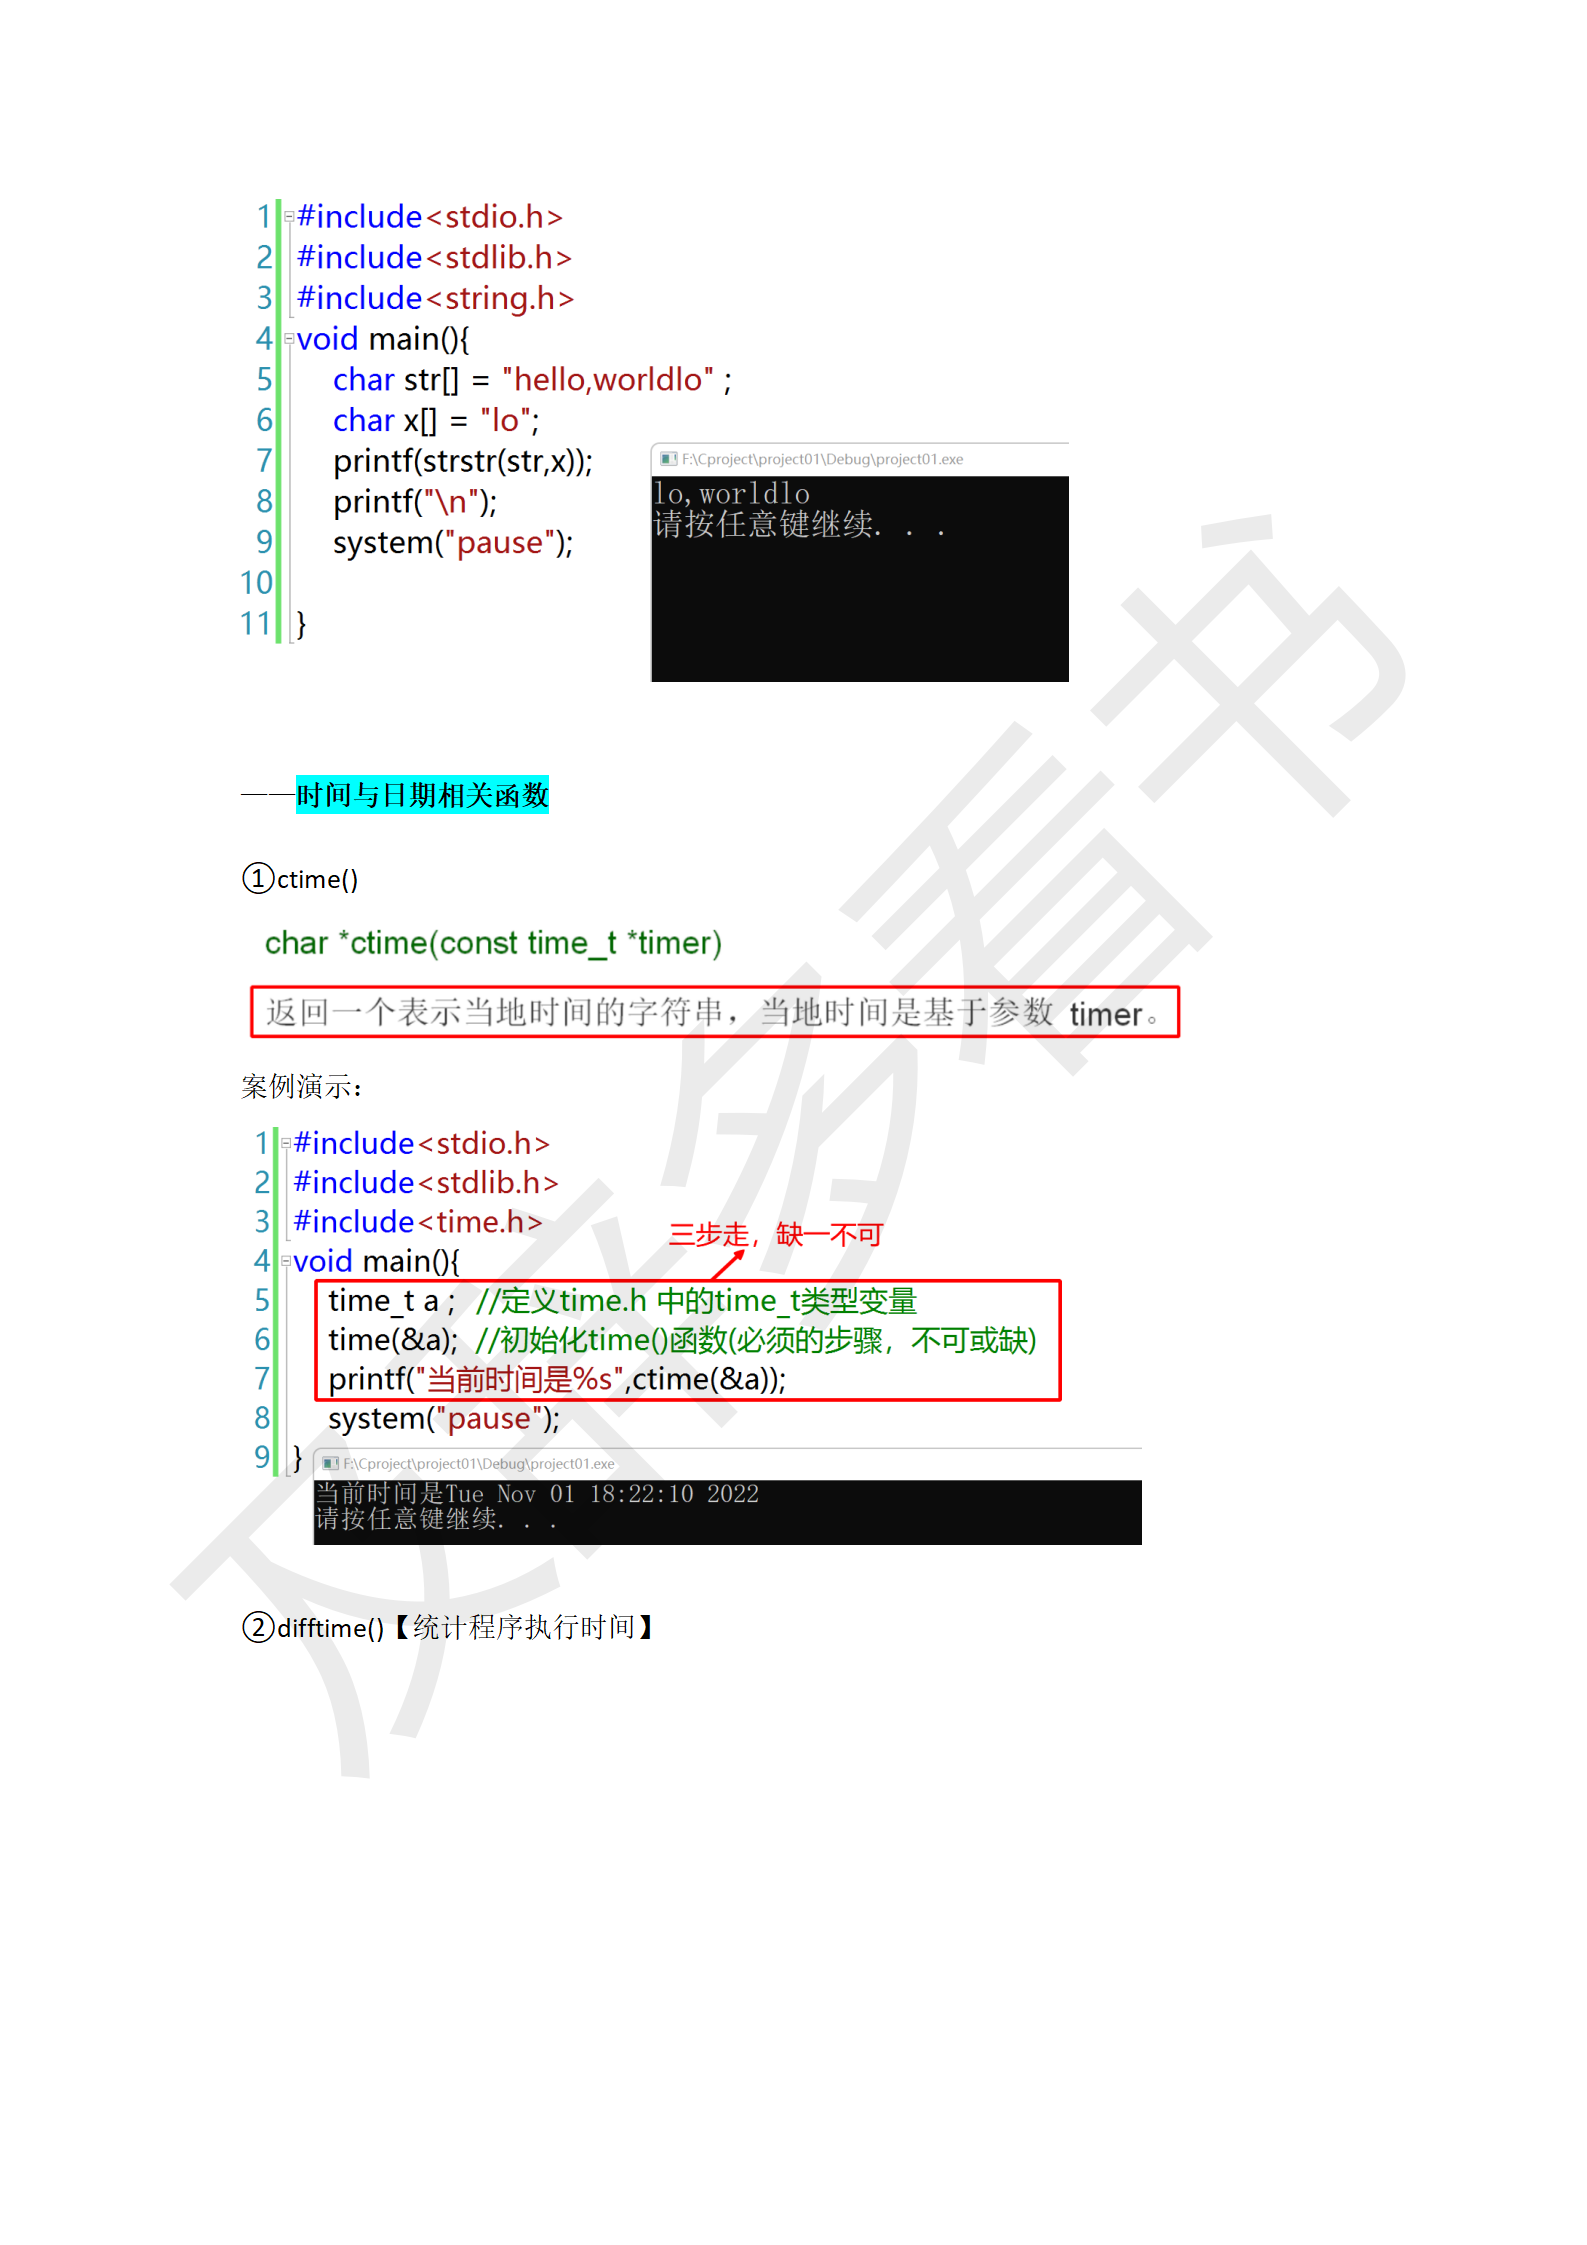 1 #include<stdio.h>
2 #include<stdlib.h>
3 #include<string.h>
4 void main(){
5 char str[] = "hello,worldlo" ;
6 char x[] = "lo";
7 printf(strstr(str,x));
8 printf("\n");
9 system("pause");
10
11 }
F:\Cproject\project01\Debug\project01.exe
lo,worldlo
请按任意键继续. . .
——时间与日期相关函数
①ctime()
char *ctime(const time_t *timer)
返回一个表示当地时间的字符串，当地时间是基于参数 timer。
案例演示：
1 #include<stdio.h>
2 #include<stdlib.h>
3 #include<time.h>
三步走，缺一不可
4 void main(){
5 time_t a ; //定义time.h 中的time_t类型变量
6 time(&a); //初始化time()函数(必须的步骤，不可或缺)
7 printf("当前时间是%s",ctime(&a));
8 system("pause");
9 }
F:\Cproject\project01\Debug\project01.exe
当前时间是Tue Nov 01 18:22:10 2022
请按任意键继续. . .
②difftime()【统计程序执行时间】